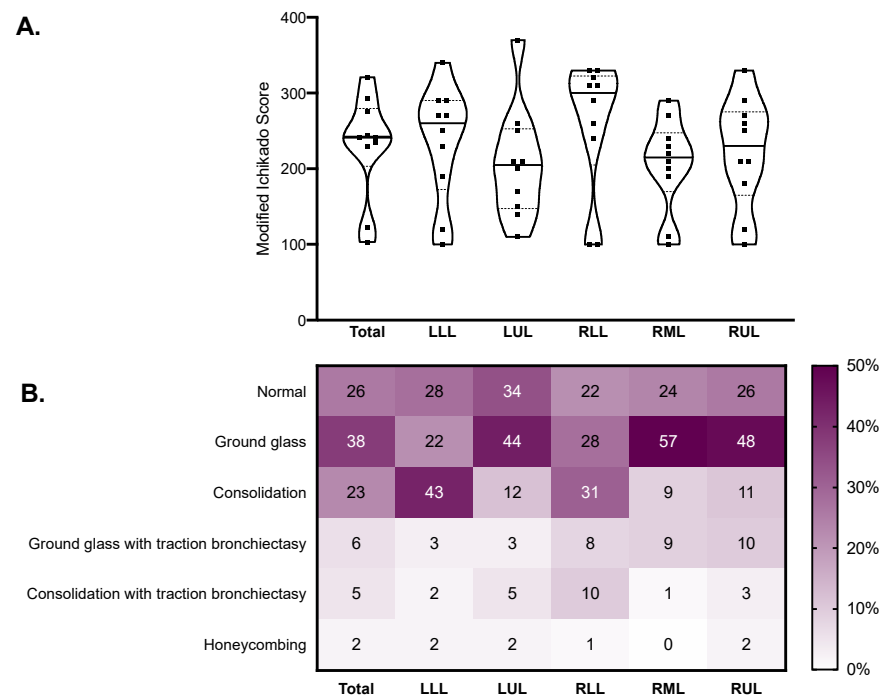 A.
Modified Ichikado Score
400
300
200
100
0
Total LLL LUL RLL RML RUL
B.
Normal 26 28 34 22 24 26
Ground glass 38 22 44 28 57 48
Consolidation 23 43 12 31 9 11
Ground glass with traction bronchiectasy 6 3 3 8 9 10
Consolidation with traction bronchiectasy 5 2 5 10 1 3
Honeycombing 2 2 2 1 0 2
Total LLL LUL RLL RML RUL
50%
40%
30%
20%
10%
0%